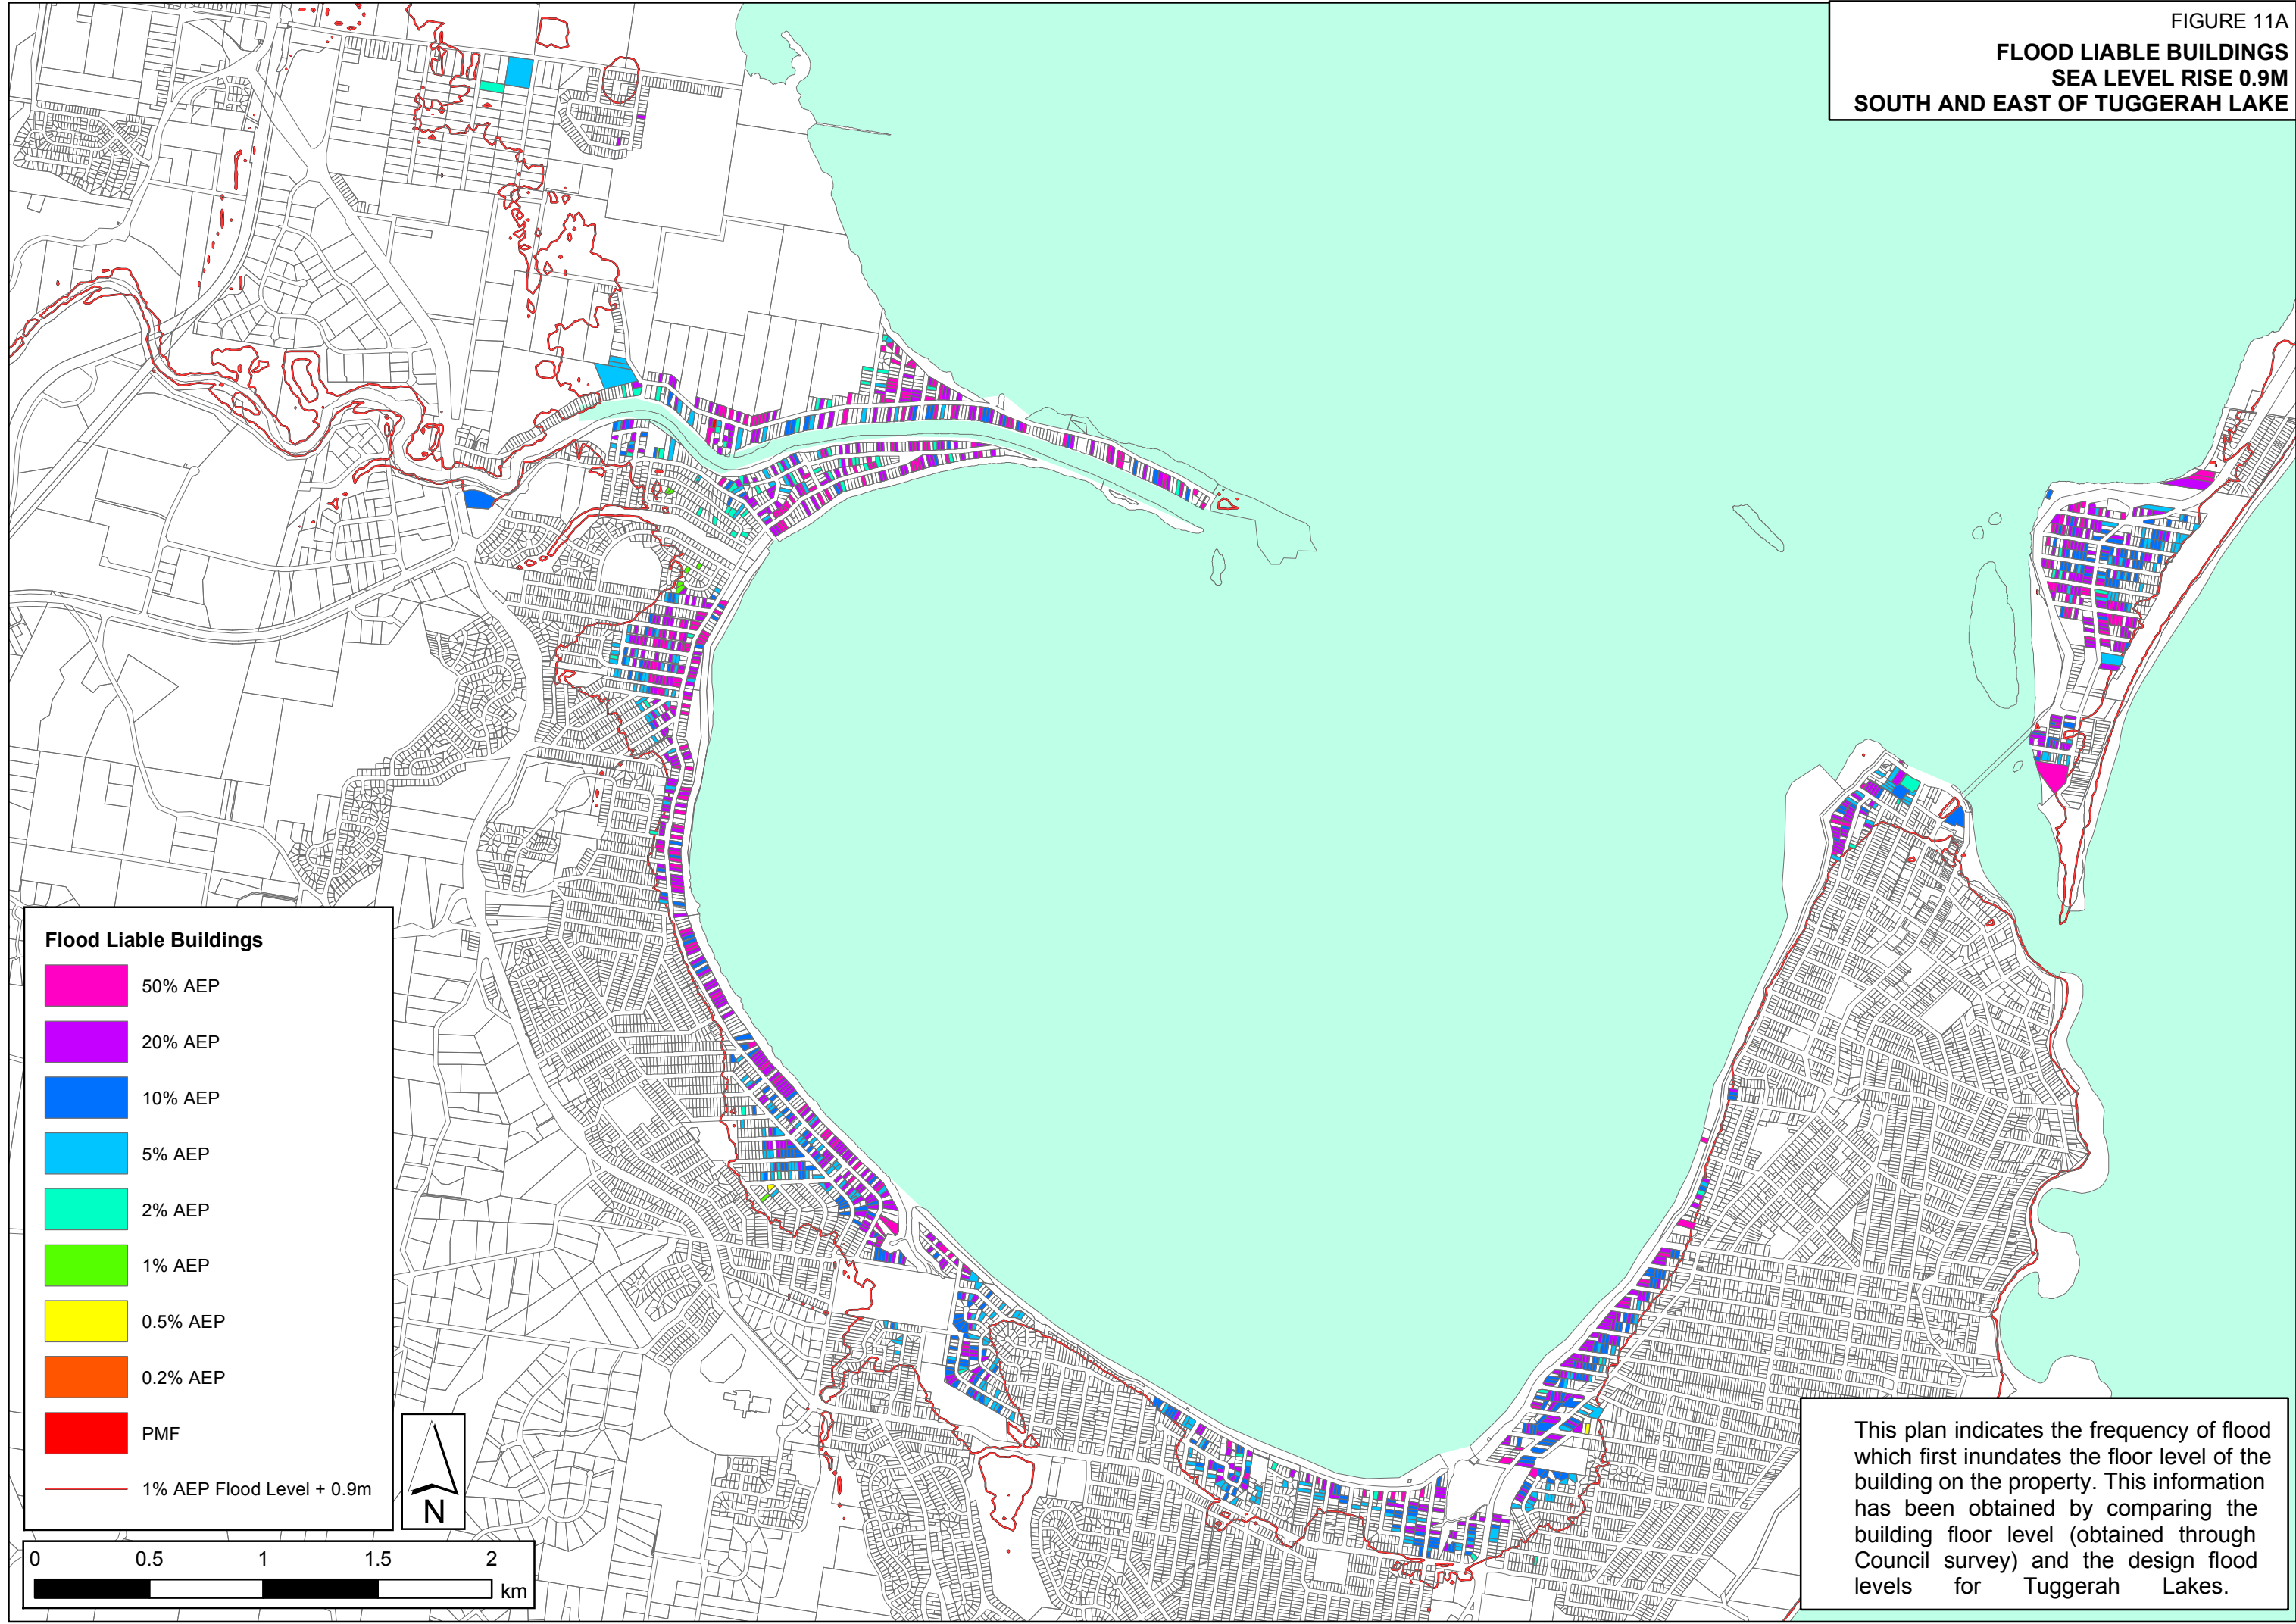 FIGURE 11A
FLOOD LIABLE BUILDINGS
SEA LEVEL RISE 0.9M
SOUTH AND EAST OF TUGGERAH LAKE
Flood Liable Buildings
50% AEP
20% AEP
10% AEP
5% AEP
2% AEP
1% AEP
0.5% AEP
0.2% AEP
PMF
1% AEP Flood Level + 0.9m
N
0 0.5 1 1.5 2
km
This plan indicates the frequency of flood
which first inundates the floor level of the
building on the property. This information
has been obtained by comparing the
building floor level (obtained through
Council survey) and the design flood
levels for Tuggerah Lakes.